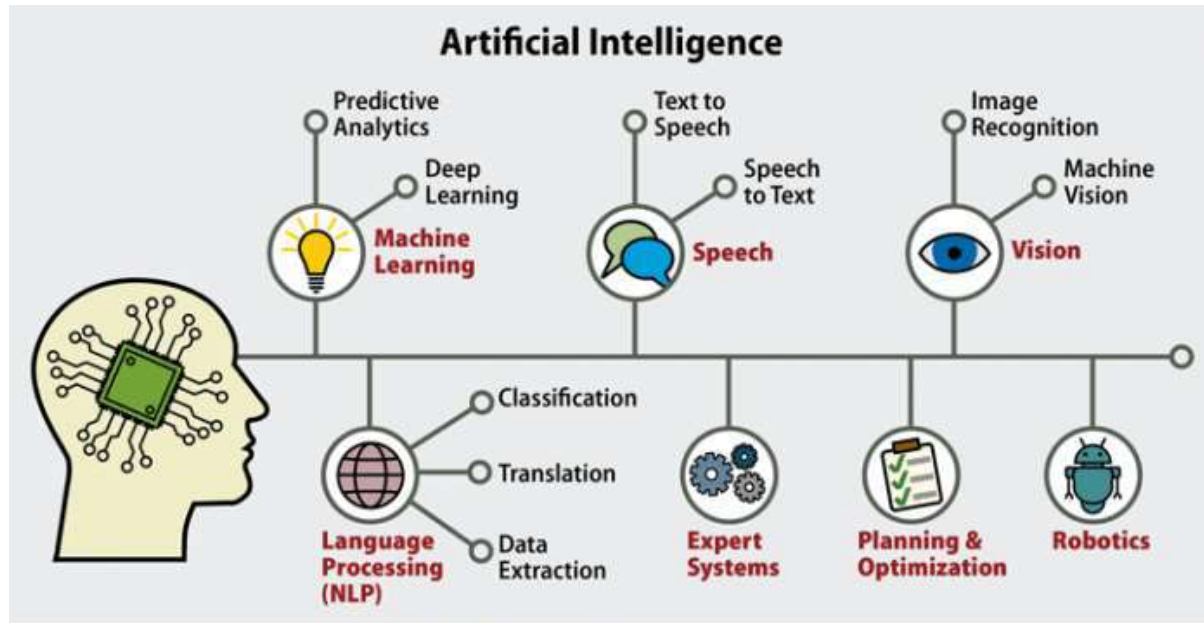 Artificial Intelligence
Predictive
Analytics
Deep
Learning
Machine
Learning
Text to
Speech
Speech
to Text
Speech
Image
Recognition
Machine
Vision
Vision
Classification
Translation
Data
Extraction
Language
Processing
(NLP)
Expert
Systems
Planning &
Optimization
Robotics